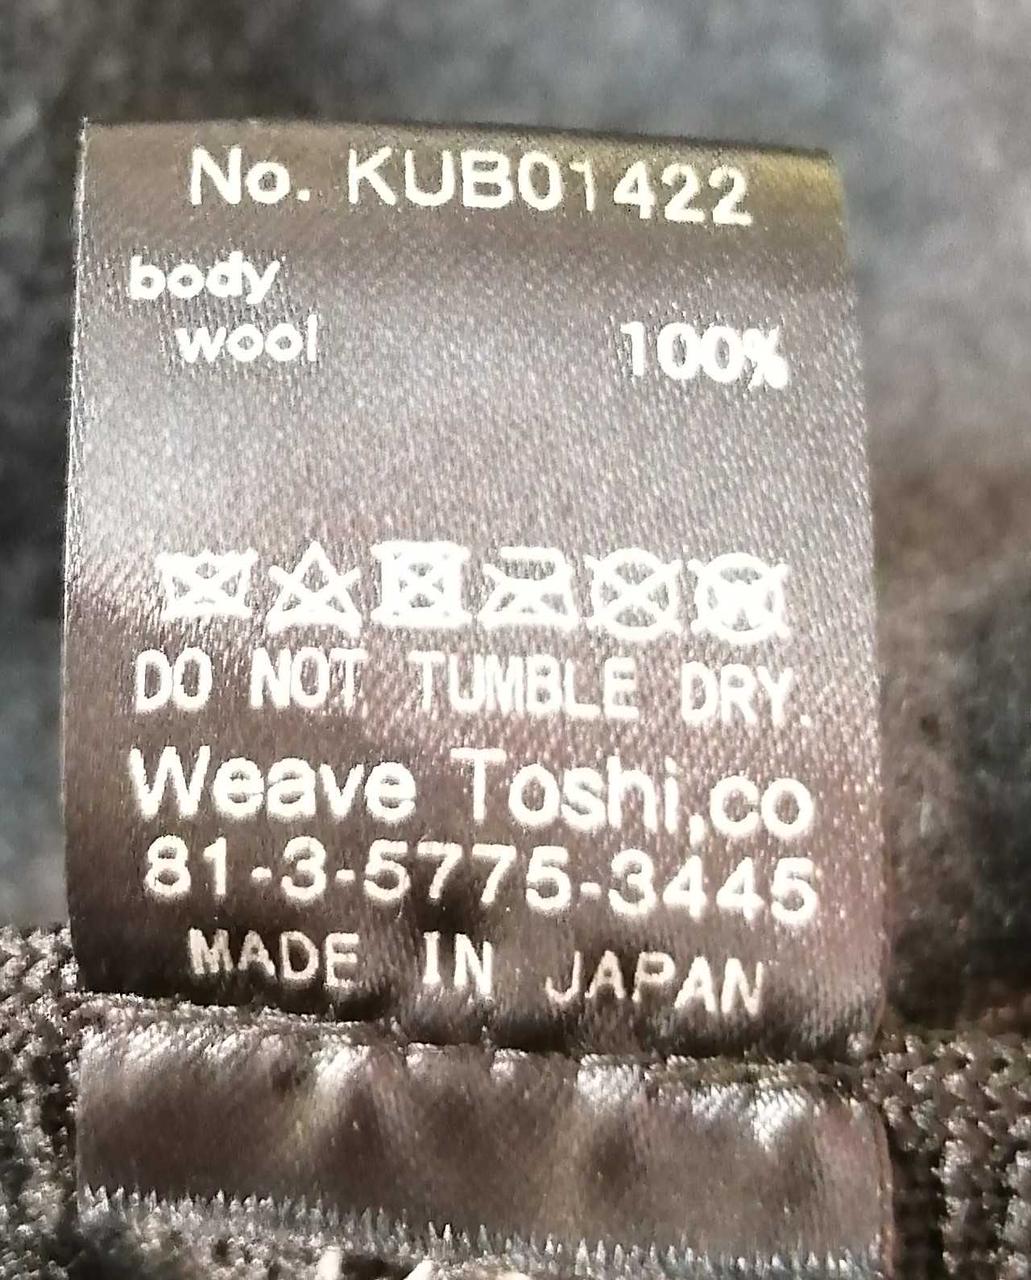 No. KUB01422
body
wool 100%
DO NOT TUMBLE DRY.
Weave Toshi,co
81-3-5775-3445
MADE IN JAPAN